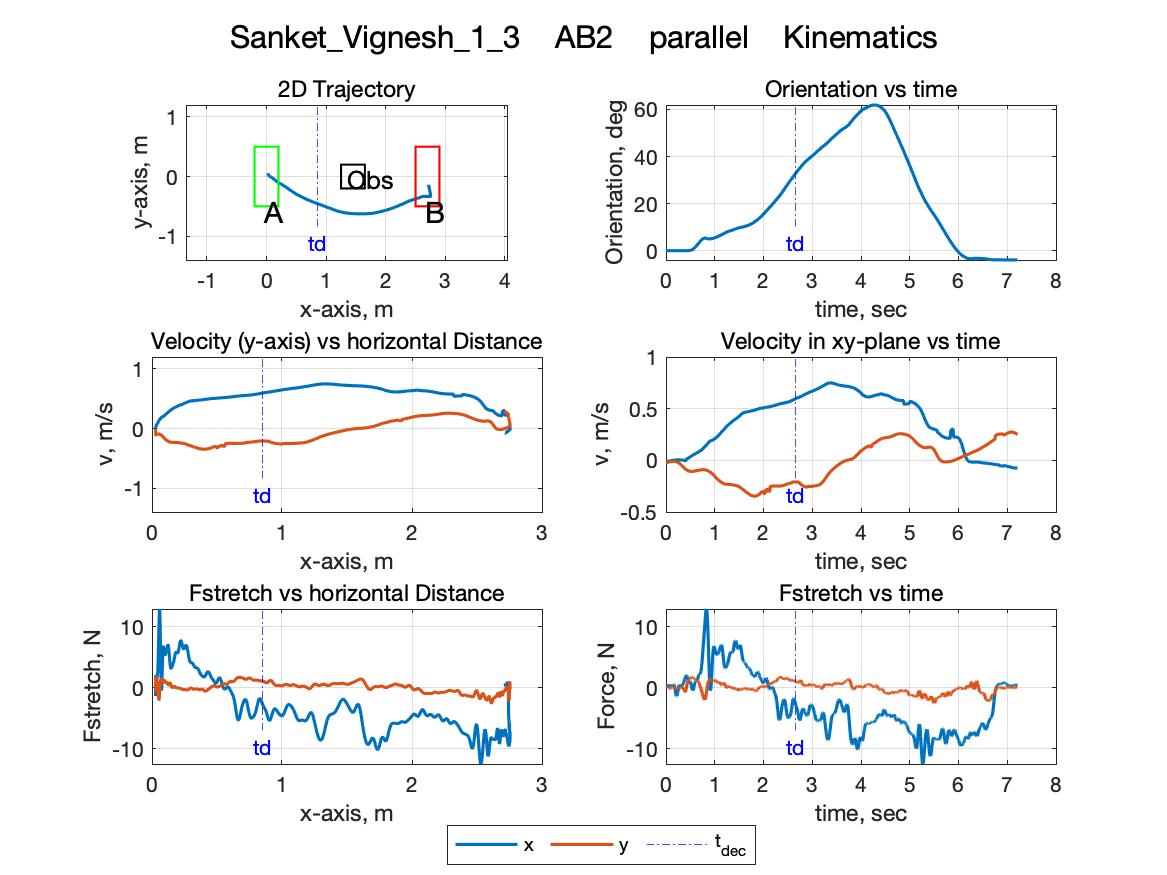 Sanket_Vignesh_1_3 AB2 parallel Kinematics
2D Trajectory
y-axis, m
1
0
-1
A
Obs
B
td
-1 0 1 2 3 4
x-axis, m
Orientation vs time
Orientation, deg
60
40
20
0
td
0 1 2 3 4 5 6 7 8
time, sec
Velocity (y-axis) vs horizontal Distance
v, m/s
1
0
-1
td
0 1 2 3
x-axis, m
Velocity in xy-plane vs time
v, m/s
1
0.5
0
-0.5
td
0 1 2 3 4 5 6 7 8
time, sec
Fstretch vs horizontal Distance
Fstretch, N
10
0
-10
td
0 1 2 3
x-axis, m
Fstretch vs time
Force, N
10
0
-10
td
0 1 2 3 4 5 6 7 8
time, sec
x y t_dec